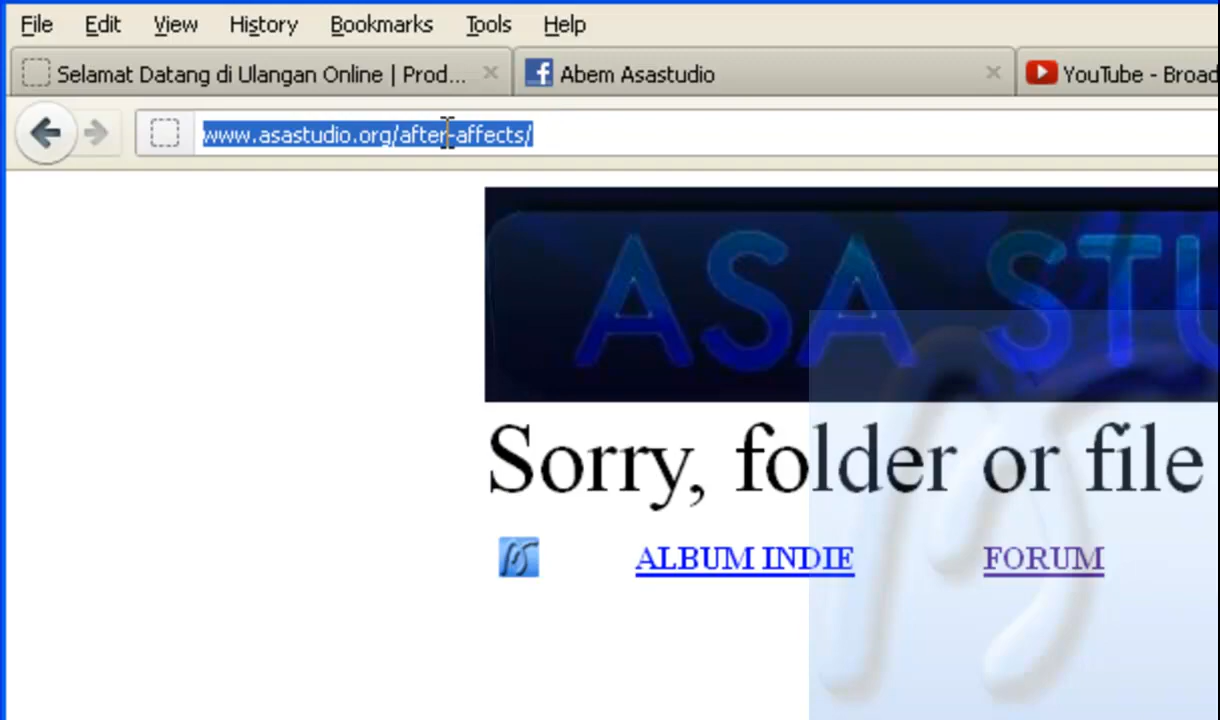 File Edit View History Bookmarks Tools Help
Selamat Datang di Ulangan Online | Prod... Abem Asastudio YouTube - Broad
www.asastudio.org/after-affects/
ASA STU
Sorry, folder or file
ALBUM INDIE FORUM